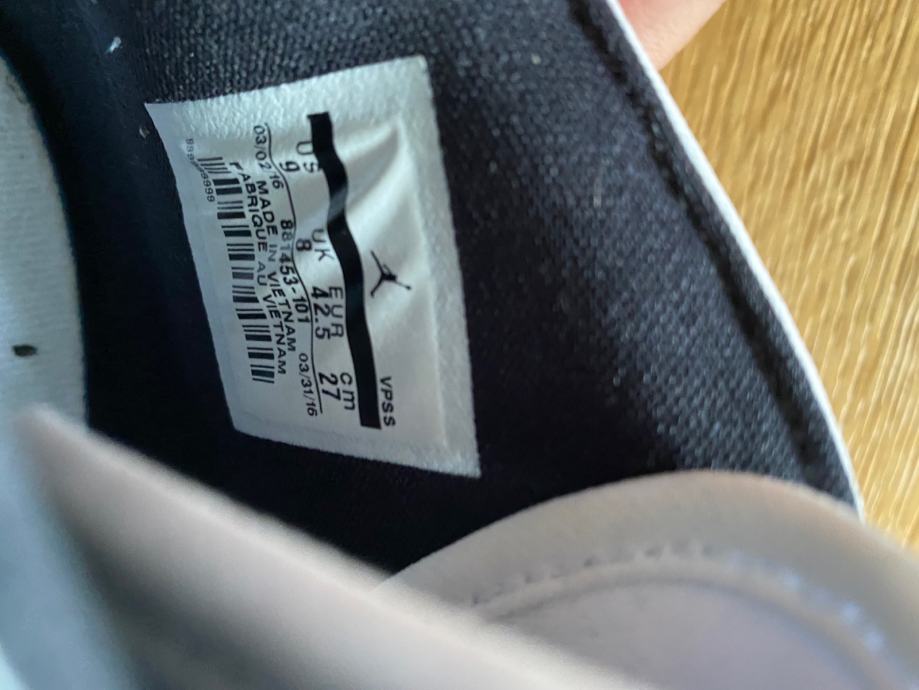 VPSS
US UK EUR cm
9 8 42.5 27
03/02/16 881453-101 03/31/16
MADE IN VIETNAM
FABRIQUE AU VIETNAM